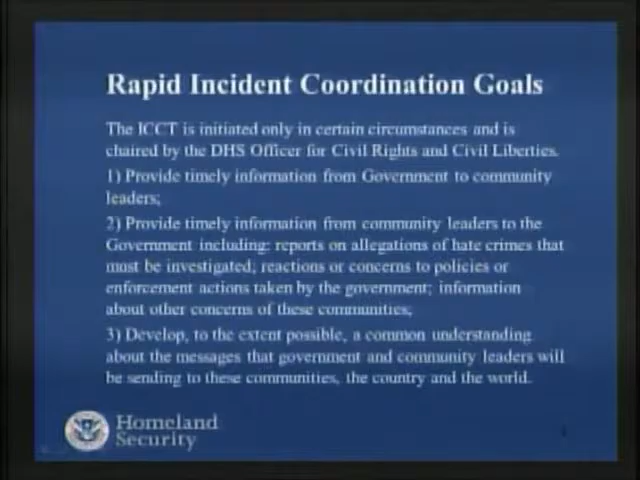 Rapid Incident Coordination Goals
The ICCT is initiated only in certain circumstances and is
chaired by the DHS Officer for Civil Rights and Civil Liberties.
1) Provide timely information from Government to community
leaders;
2) Provide timely information from community leaders to the
Government including: reports on allegations of hate crimes that
must be investigated; reactions or concerns to policies or
enforcement actions taken by the government; information
about other concerns of these communities;
3) Develop, to the extent possible, a common understanding
about the messages that government and community leaders will
be sending to these communities, the country and the world.
Homeland
Security